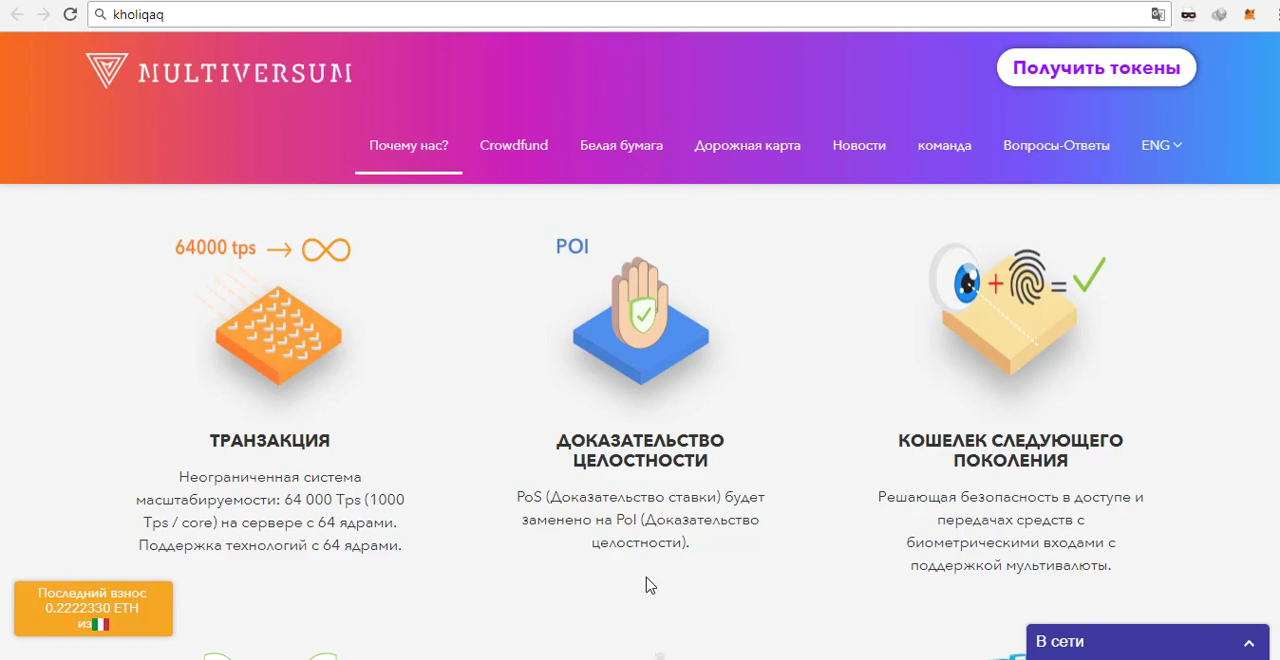 kholiqaq
MULTIVERSUM
Получить токены
Почему нас?
Crowdfund
Белая бумага
Дорожная карта
Новости
команда
Вопросы-Ответы
ENG
64000 tps → ∞
ТРАНЗАКЦИЯ
Неограниченная система
масштабируемости: 64 000 Tps (1000
Tps / core) на сервере с 64 ядрами.
Поддержка технологий с 64 ядрами.
POI
ДОКАЗАТЕЛЬСТВО
ЦЕЛОСТНОСТИ
PoS (Доказательство ставки) будет
заменено на PoI (Доказательство
целостности).
+ =
КОШЕЛЕК СЛЕДУЮЩЕГО
ПОКОЛЕНИЯ
Решающая безопасность в доступе и
передачах средств с
биометрическими входами с
поддержкой мультивалюты.
Последний взнос
0.2222330 ETH
из
В сети